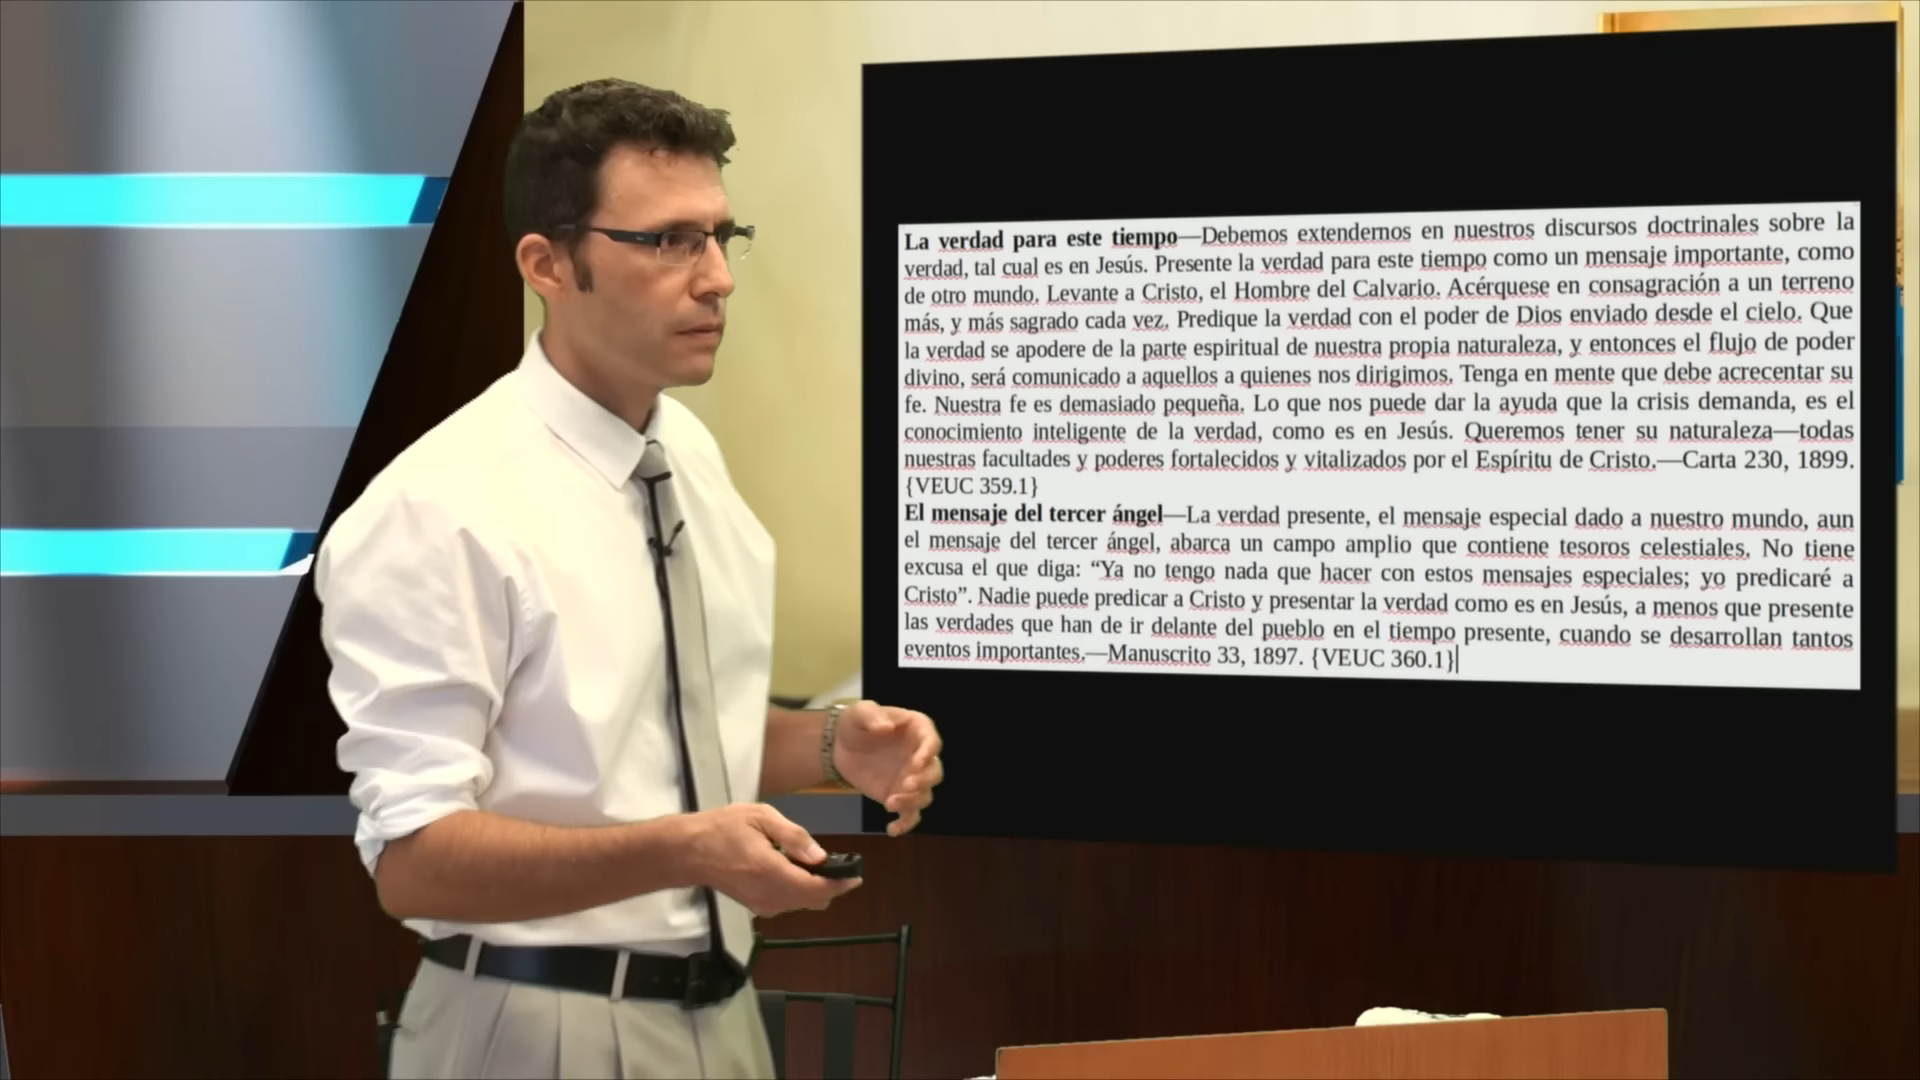 La verdad para este tiempo—Debemos extendernos en nuestros discursos doctrinales sobre la
verdad, tal cual es en Jesús. Presente la verdad para este tiempo como un mensaje importante, como
de otro mundo. Levante a Cristo, el Hombre del Calvario. Acérquese en consagración a un terreno
más, y más sagrado cada vez. Predique la verdad con el poder de Dios enviado desde el cielo. Que
la verdad se apodere de la parte espiritual de nuestra propia naturaleza, y entonces el flujo de poder
divino, será comunicado a aquellos a quienes nos dirigimos. Tenga en mente que debe acrecentar su
fe. Nuestra fe es demasiado pequeña. Lo que nos puede dar la ayuda que la crisis demanda, es el
conocimiento inteligente de la verdad, como es en Jesús. Queremos tener su naturaleza—todas
nuestras facultades y poderes fortalecidos y vitalizados por el Espíritu de Cristo.—Carta 230, 1899.
{VEUC 359.1}
El mensaje del tercer ángel—La verdad presente, el mensaje especial dado a nuestro mundo, aun
el mensaje del tercer ángel, abarca un campo amplio que contiene tesoros celestiales. No tiene
excusa el que diga: “Ya no tengo nada que hacer con estos mensajes especiales; yo predicaré a
Cristo”. Nadie puede predicar a Cristo y presentar la verdad como es en Jesús, a menos que presente
las verdades que han de ir delante del pueblo en el tiempo presente, cuando se desarrollan tantos
eventos importantes.—Manuscrito 33, 1897. {VEUC 360.1}